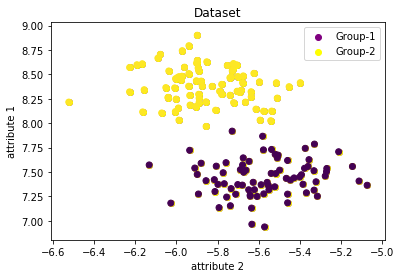 Dataset
Group-1
Group-2
9.00
8.75
8.50
8.25
8.00
7.75
7.50
7.25
7.00
attribute 1
−6.6 −6.4 −6.2 −6.0 −5.8 −5.6 −5.4 −5.2 −5.0
attribute 2